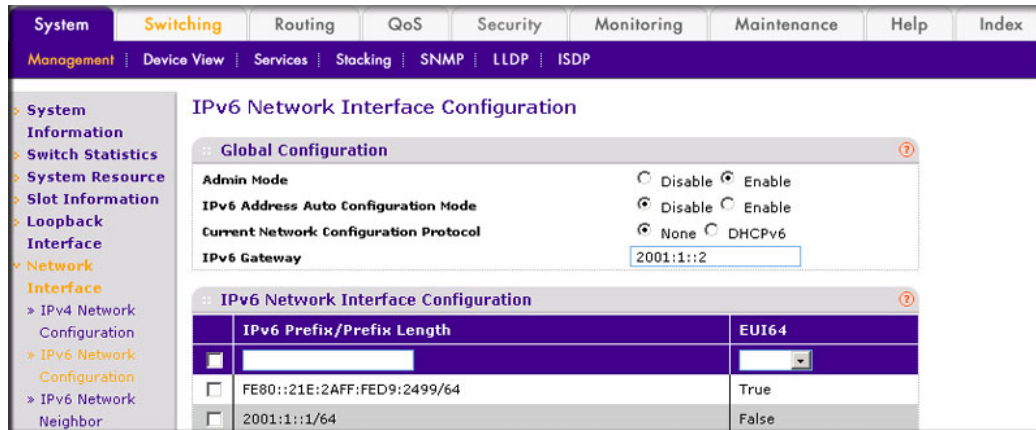 System Switching Routing QoS Security Monitoring Maintenance Help Index
Management Device View Services Stacking SNMP LLDP ISDP
System
Information
Switch Statistics
System Resource
Slot Information
Loopback
Interface
Network
Interface
» IPv4 Network
Configuration
» IPv6 Network
Configuration
» IPv6 Network
Neighbor
IPv6 Network Interface Configuration
Global Configuration
Admin Mode Disable Enable
IPv6 Address Auto Configuration Mode Disable Enable
Current Network Configuration Protocol None DHCPv6
IPv6 Gateway 2001:1::2
IPv6 Network Interface Configuration
IPv6 Prefix/Prefix Length EUI64
FE80::21E:2AFF:FED9:2499/64 True
2001:1::1/64 False